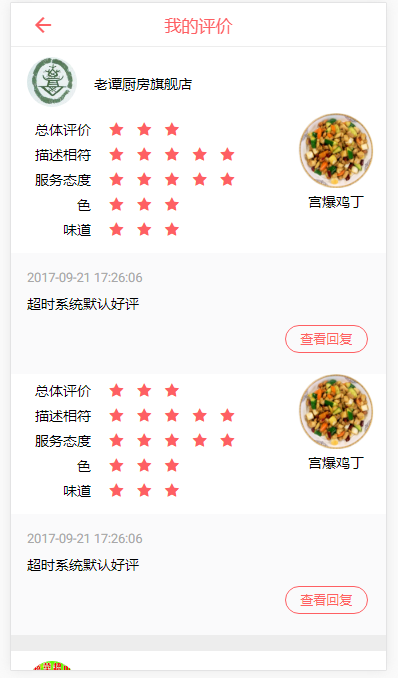 我的评价
老谭厨房旗舰店
总体评价
描述相符
服务态度
色
味道
宫爆鸡丁
2017-09-21 17:26:06
超时系统默认好评
查看回复
总体评价
描述相符
服务态度
色
味道
宫爆鸡丁
2017-09-21 17:26:06
超时系统默认好评
查看回复